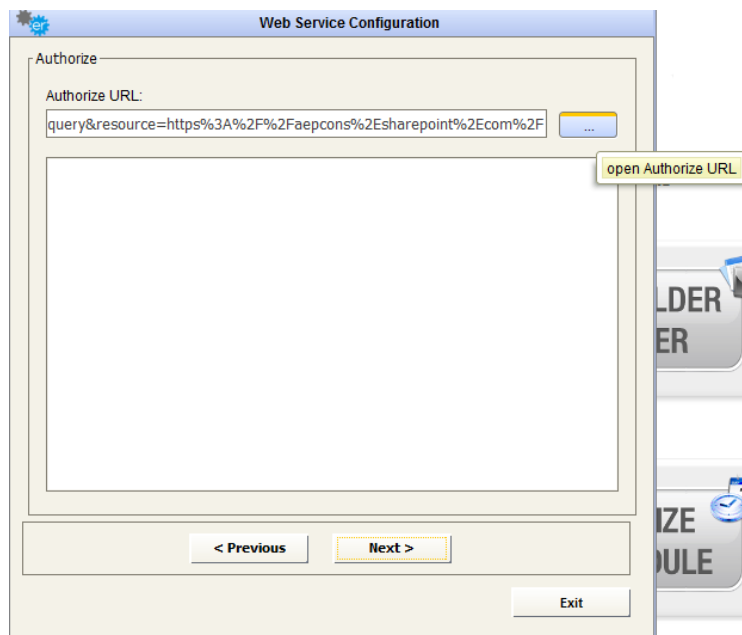 er
Web Service Configuration
Authorize
Authorize URL:
query&resource=https%3A%2F%2Faepcons%2Esharepoint%2Ecom%2F
...
open Authorize URL
LDER
ER
IZE
DULE
< Previous
Next >
Exit